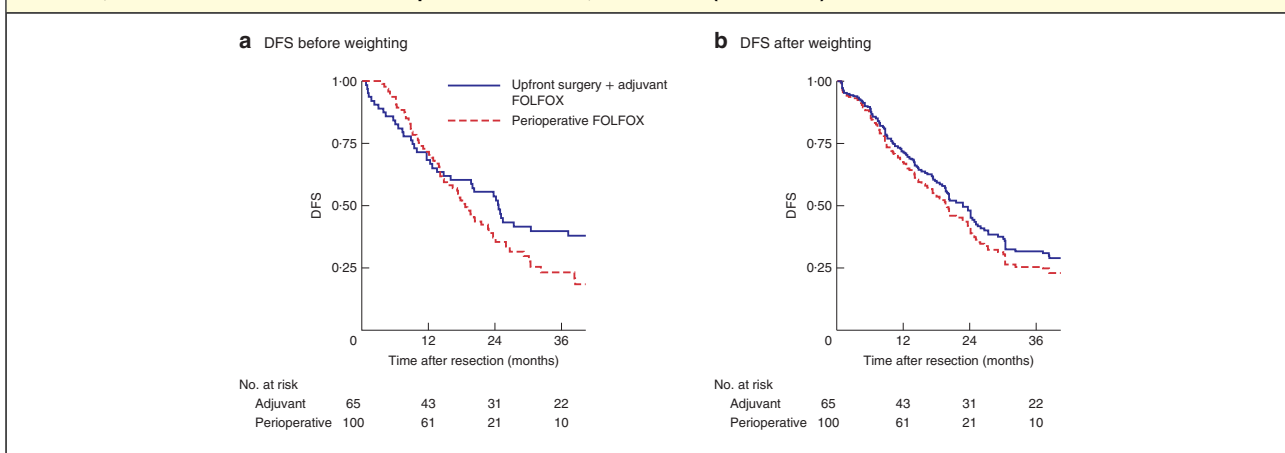 a DFS before weighting
1·00
0·75
0·50
0·25
DFS
0 12 24 36
Time after resection (months)
Upfront surgery + adjuvant
FOLFOX
Perioperative FOLFOX
No. at risk
Adjuvant 65 43 31 22
Perioperative 100 61 21 10
b DFS after weighting
1·00
0·75
0·50
0·25
DFS
0 12 24 36
Time after resection (months)
No. at risk
Adjuvant 65 43 31 22
Perioperative 100 61 21 10